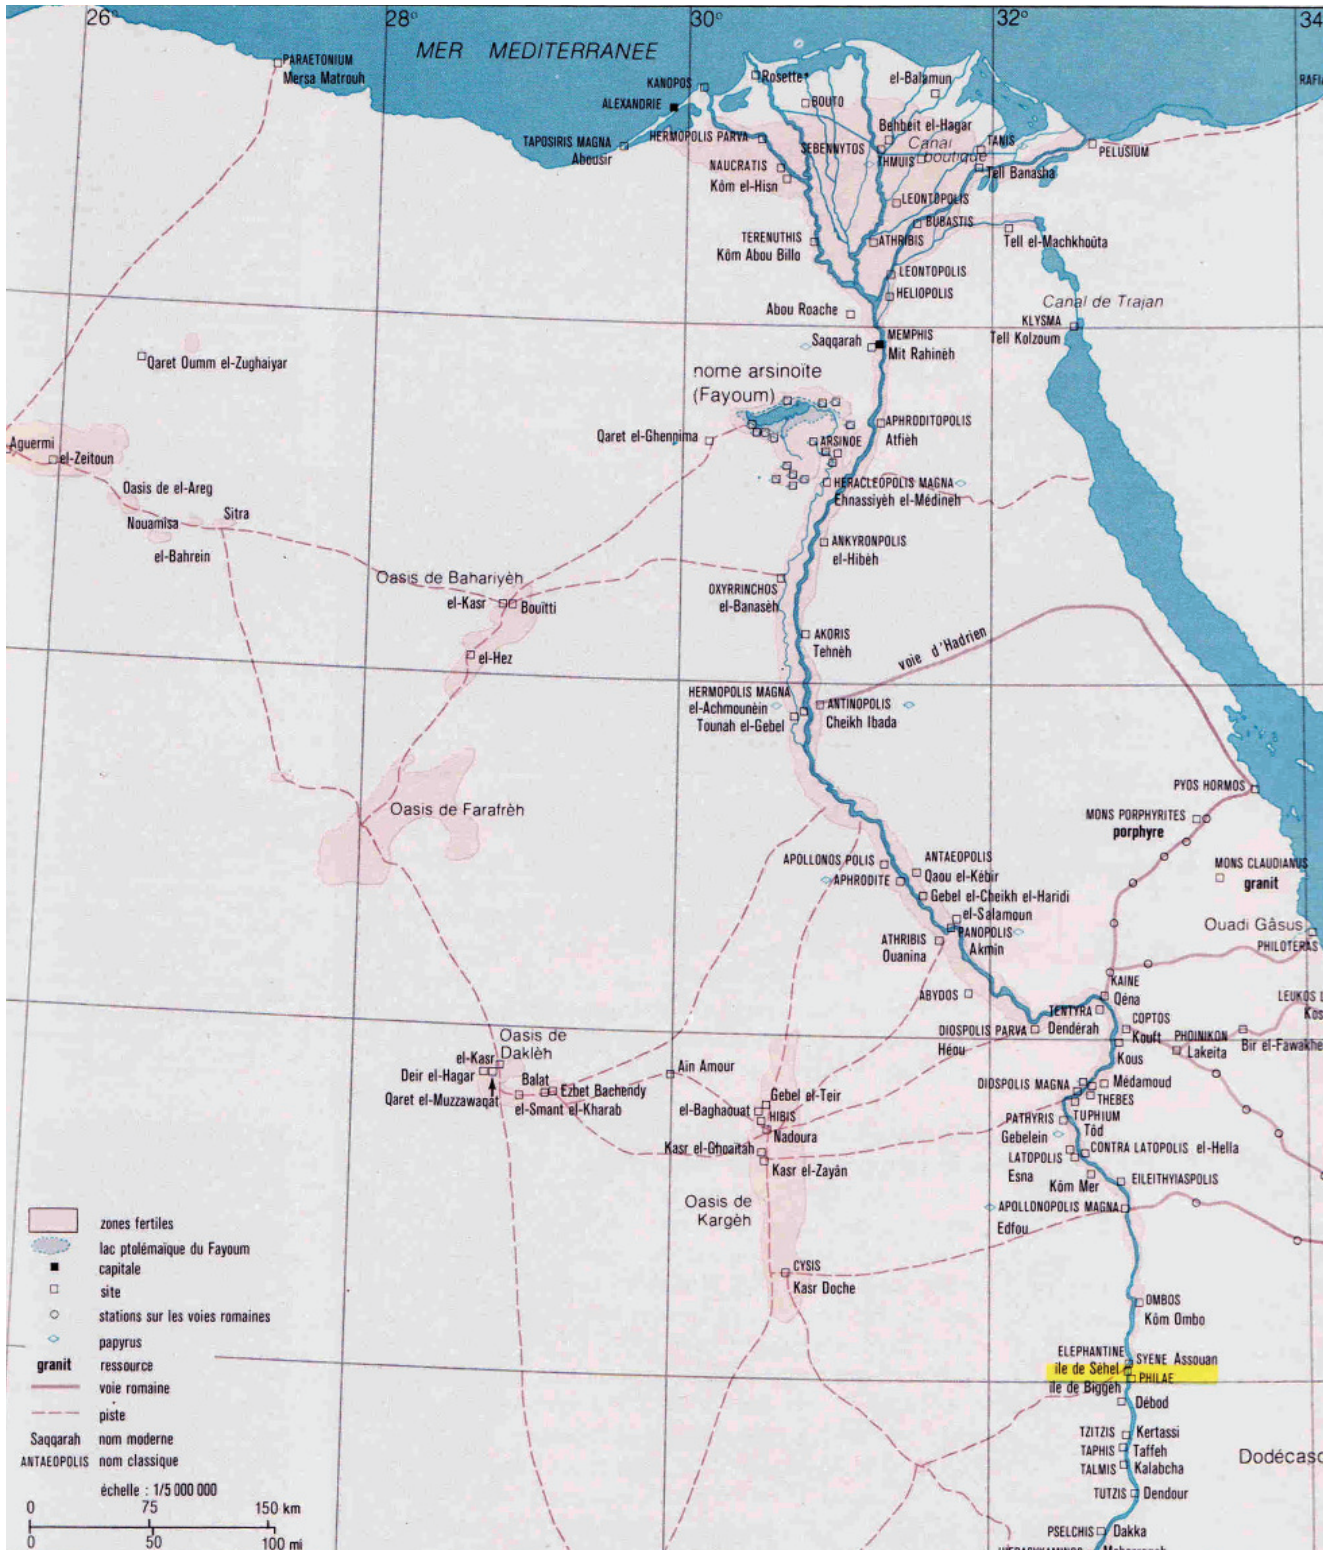 26°
28°
30°
32°
34
MER MEDITERRANEE
PARAETONIUM
Mersa Matrouh
KANOPOS
Rosette
el-Balamun
RAFIA
ALEXANDRIE
BOUTO
Behbeit el-Hagar
TAPOSIRIS MAGNA
Abousir
HERMOPOLIS PARVA
SEBENNYTOS
Canal
boutique
TANIS
PELUSIUM
NAUCRATIS
THMUIS
Tell Banasha
Kôm el-Hisn
LEONTOPOLIS
TERENUTHIS
Kôm Abou Billo
BUBASTIS
ATHRIBIS
Tell el-Machkhoûta
LEONTOPOLIS
HELIOPOLIS
Abou Roache
Canal de Trajan
KLYSMA
Tell Kolzoum
Saqqarah
MEMPHIS
Mit Rahinèh
Qaret Oumm el-Zughaiyar
nome arsinoïte
(Fayoum)
APHRODITOPOLIS
Atfièh
Qaret el-Ghennima
ARSINOE
Aguermi
el-Zeitoun
HERACLEOPOLIS MAGNA
Ehnassiyèh el-Médineh
Oasis de el-Areg
Nouamisa
Sitra
el-Bahrein
ANKYRONPOLIS
el-Hibèh
Oasis de Bahariyèh
el-Kasr
Bouïtti
OXYRRINCHOS
el-Banasèh
el-Hez
AKORIS
Tehnèh
voie d'Hadrien
HERMOPOLIS MAGNA
el-Achmounèin
Tounah el-Gebel
ANTINOPOLIS
Cheikh Ibada
PYOS HORMOS
Oasis de Farafrèh
MONS PORPHYRITES
porphyre
APOLLONOS POLIS
ANTAEOPOLIS
Qaou el-Kébir
MONS CLAUDIANUS
granit
APHRODITE
Gebel el-Cheikh el-Haridi
el-Salamoun
PANOPOLIS
Akmin
Ouadi Gâsus
PHILOTERAS
ATHRIBIS
Ouanina
ABYDOS
KAINE
Qéna
LEUKOS L
Kos
TENTYRA
Dendérah
COPTOS
Kouft
DIOSPOLIS PARVA
Héou
Kous
PHOINIKON
Lakeita
Bir el-Fawakhe
Oasis de
Daklèh
el-Kasr
Deir el-Hagar
Balat
Ezbet Bachendy
Qaret el-Muzzawaqat
el-Smant el-Kharab
Aïn Amour
Gebel el-Teir
el-Baghaouat
HIBIS
Nadoura
DIOSPOLIS MAGNA
Médamoud
THEBES
PATHYRIS
Gebelein
TUPHIUM
Tôd
Kasr el-Ghoaïtah
Kasr el-Zayân
LATOPOLIS
Esna
CONTRA LATOPOLIS el-Hella
Kôm Mer
EILEITHYIASPOLIS
Oasis de
Kargèh
APOLLONOPOLIS MAGNA
Edfou
CYSIS
Kasr Doche
OMBOS
Kôm Ombo
ELEPHANTINE
SYENE Assouan
île de Séhel
PHILAE
île de Biggeh
Débod
TZITZIS
Kertassi
TAPHIS
Taffeh
TALMIS
Kalabcha
Dodécasc
TUTZIS
Dendour
PSELCHIS
Dakka
zones fertiles
lac ptolémaïque du Fayoum
capitale
site
stations sur les voies romaines
papyrus
granit ressource
voie romaine
piste
Saqqarah nom moderne
ANTAEOPOLIS nom classique
échelle : 1/5 000 000
0 75 150 km
0 50 100 mi